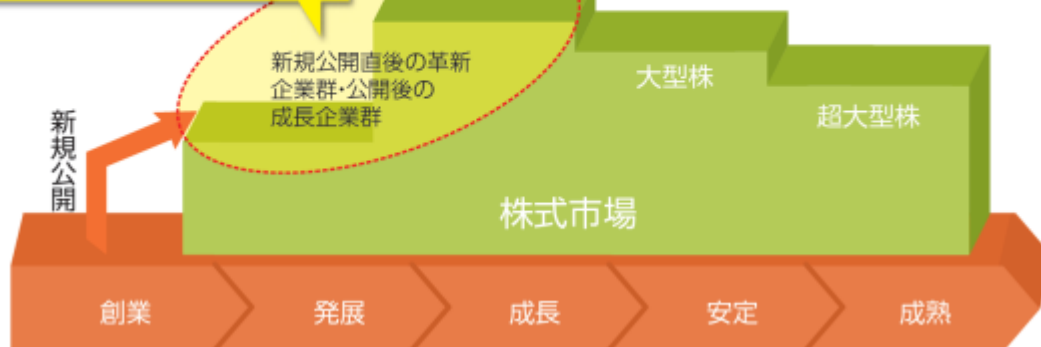 新規公開直後の革新
企業群･公開後の
成長企業群
大型株
超大型株
新規公開
株式市場
創業
発展
成長
安定
成熟